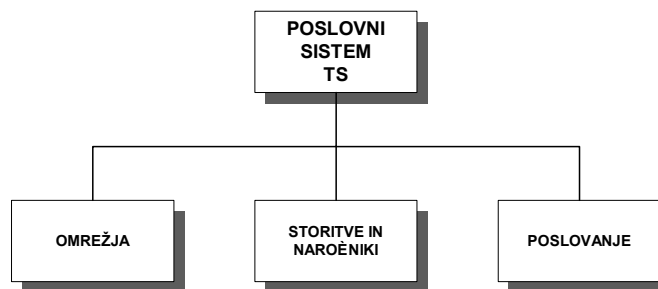 POSLOVNI
SISTEM
TS
OMREŽJA
STORITVE IN
NAROÈNIKI
POSLOVANJE